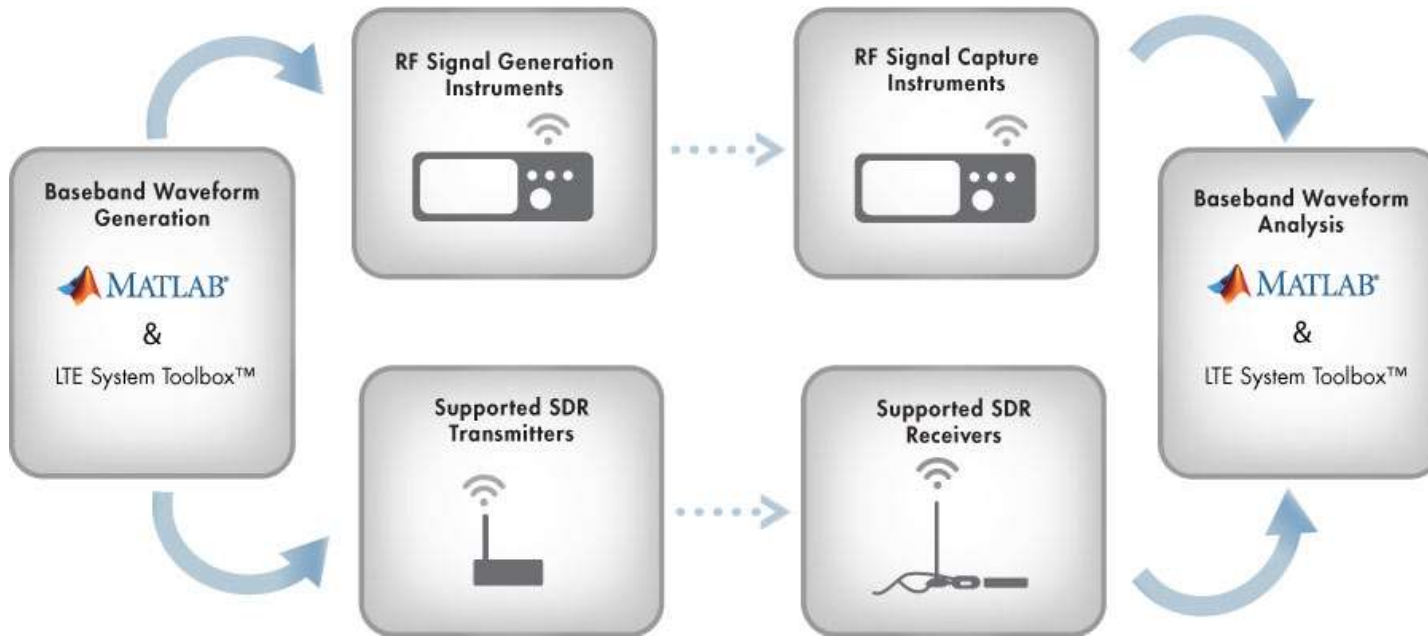 RF Signal Generation
Instruments
RF Signal Capture
Instruments
Baseband Waveform
Generation
MATLAB®
&
LTE System Toolbox™
Baseband Waveform
Analysis
MATLAB®
&
LTE System Toolbox™
Supported SDR
Transmitters
Supported SDR
Receivers